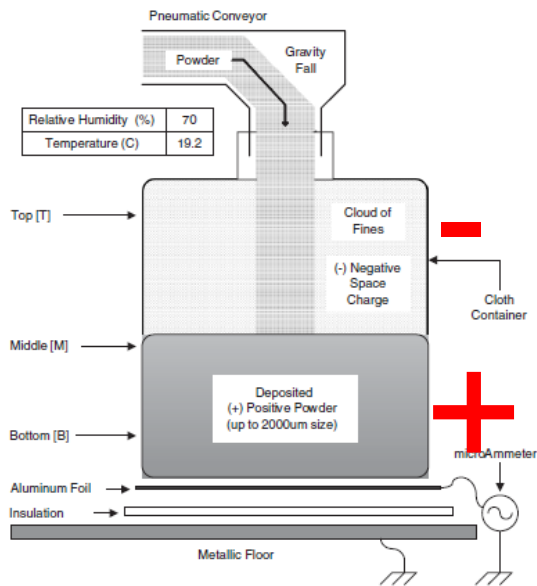 Pneumatic Conveyor
Powder
Gravity
Fall
Relative Humidity (%) 70
Temperature (C) 19.2
Top [T]
Cloud of
Fines
(-) Negative
Space
Charge
Cloth
Container
Middle [M]
Deposited
(+) Positive Powder
(up to 2000um size)
Bottom [B]
microAmmeter
Aluminum Foil
Insulation
Metallic Floor